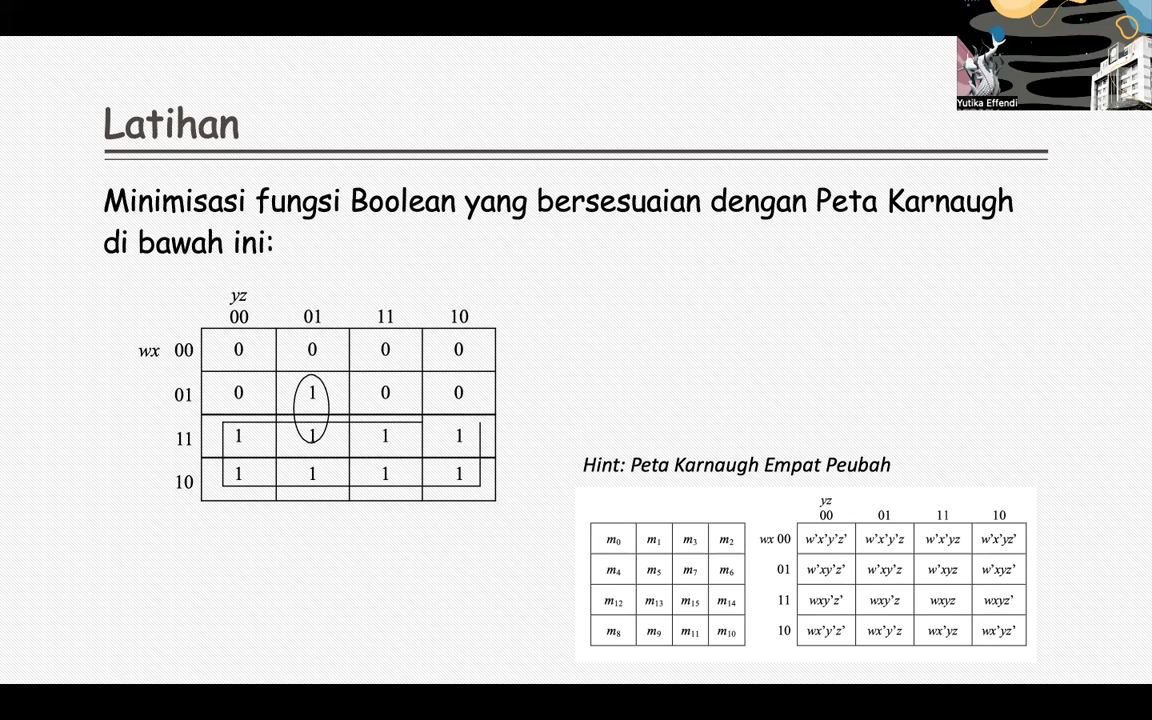 Yutika Effendi
Latihan
Minimisasi fungsi Boolean yang bersesuaian dengan Peta Karnaugh
di bawah ini:
yz
00 01 11 10
wx 00 0 0 0 0
01 0 1 0 0
11 1 1 1 1
10 1 1 1 1
Hint: Peta Karnaugh Empat Peubah
m0 m1 m3 m2
m4 m5 m7 m6
m12 m13 m15 m14
m8 m9 m11 m10
yz
00 01 11 10
wx 00 w'x'y'z' w'x'y'z w'x'yz w'x'yz'
01 w'xy'z' w'xy'z w'xyz w'xyz'
11 wxy'z' wxy'z wxyz wxyz'
10 wx'y'z' wx'y'z wx'yz wx'yz'